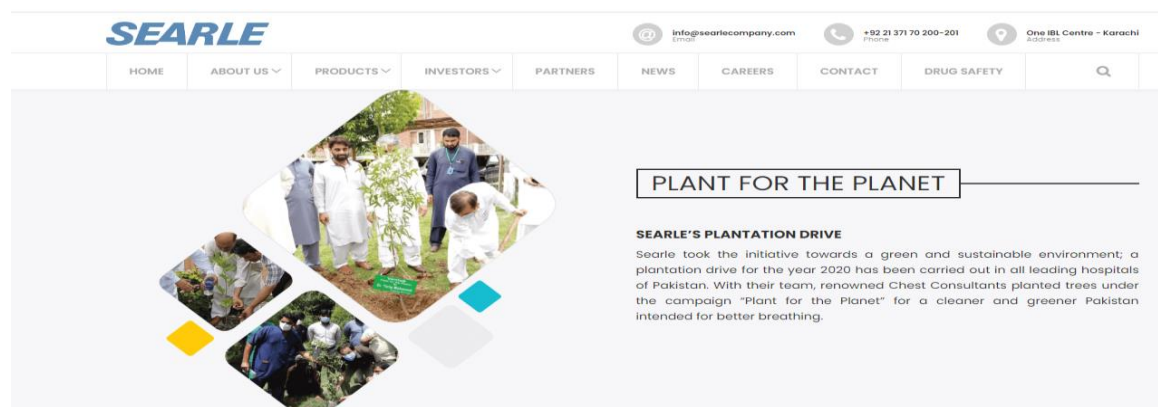 SEARLE
info@searlecompany.com
Email
+92 21 371 70 200-201
Phone
One IBL Centre - Karachi
Address
HOME
ABOUT US
PRODUCTS
INVESTORS
PARTNERS
NEWS
CAREERS
CONTACT
DRUG SAFETY
PLANT FOR THE PLANET
SEARLE'S PLANTATION DRIVE
Searle took the initiative towards a green and sustainable environment; a
plantation drive for the year 2020 has been carried out in all leading hospitals
of Pakistan. With their team, renowned Chest Consultants planted trees under
the campaign "Plant for the Planet" for a cleaner and greener Pakistan
intended for better breathing.